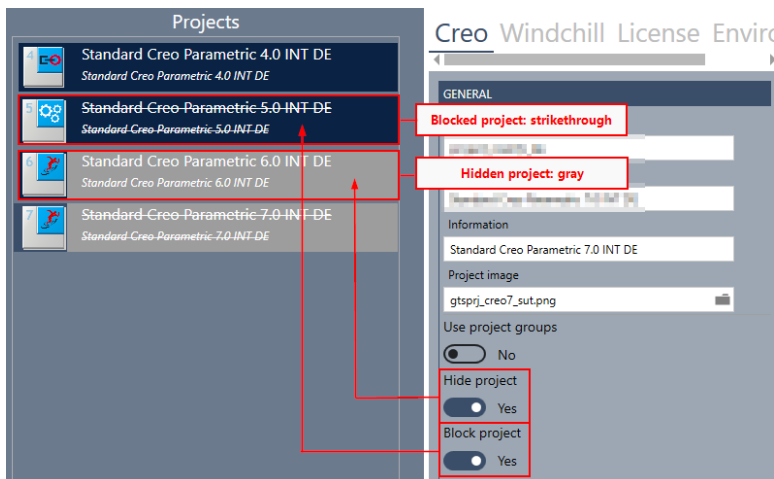 Projects
4
Standard Creo Parametric 4.0 INT DE
Standard Creo Parametric 4.0 INT DE
5
Standard Creo Parametric 5.0 INT DE
Standard Creo Parametric 5.0 INT DE
6
Standard Creo Parametric 6.0 INT DE
Standard Creo Parametric 6.0 INT DE
7
Standard Creo Parametric 7.0 INT DE
Standard Creo Parametric 7.0 INT DE
Creo Windchill License
GENERAL
Blocked project: strikethrough
Hidden project: gray
Information
Standard Creo Parametric 7.0 INT DE
Project image
gtsprj_creo7_sut.png
Use project groups
No
Hide project
Yes
Block project
Yes